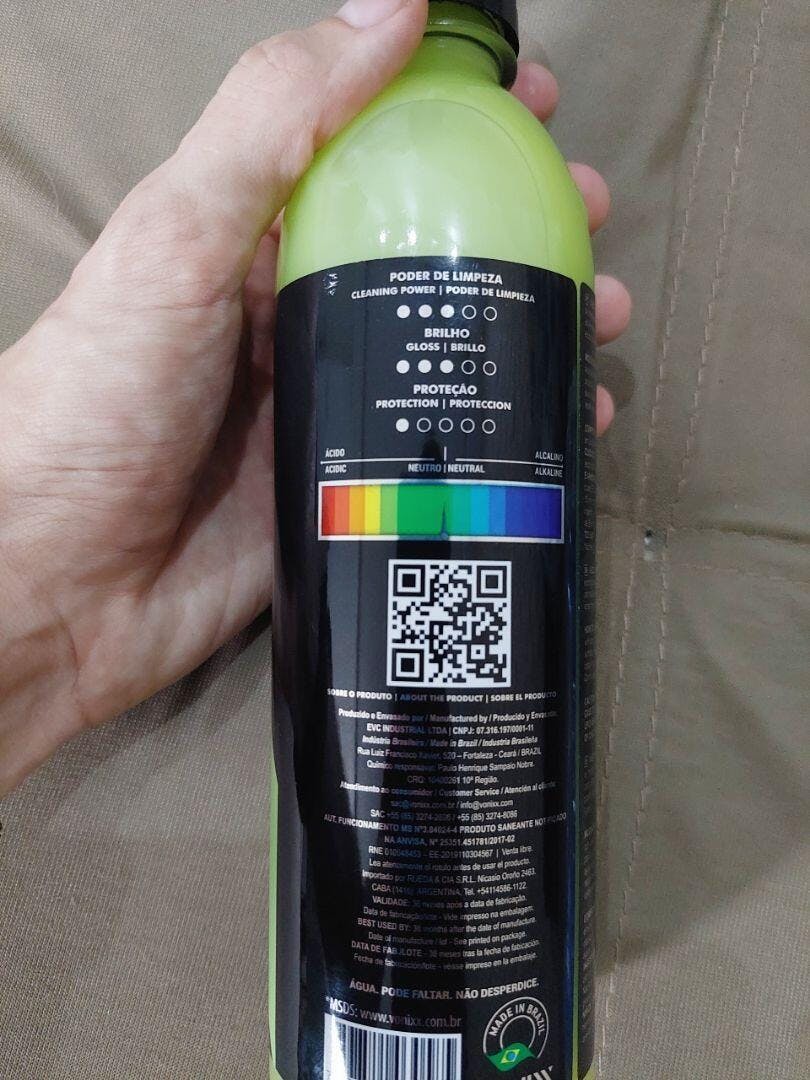 PODER DE LIMPEZA
CLEANING POWER | PODER DE LIMPIEZA
BRILHO
GLOSS | BRILLO
PROTEÇÃO
PROTECTION | PROTECCION
ÁCIDO ALCALINO
ACIDIC NEUTRO | NEUTRAL ALKALINE
SOBRE O PRODUTO | ABOUT THE PRODUCT | SOBRE EL PRODUCTO
Produzido e Envasado por / Manufactured by / Producido y Envasado
EVC INDUSTRIAL LTDA | CNPJ: 07.316.197/0001-11
Indústria Brasileira / Made in Brazil / Industria Brasileña
Rua Luiz Francisco Xavier, 520 – Fortaleza - Ceará / BRAZIL
Químico responsável: Paulo Henrique Sampaio Nobre.
CRQ: 10400261 10ª Região.
Atendimento ao consumidor / Customer Service / Atención al cliente
sac@vonixx.com.br / info@vonixx.com
SAC +55 (85) 3274-2626 / +55 (85) 3274-8086
AUT. FUNCIONAMENTO MS Nº3.04624-4 PRODUTO SANEANTE NOTIFICADO
NA ANVISA, Nº 25351.451781/2017-02
RNE EE-2019110304567 | Venta libre.
Lea atentamente el rotulo antes de usar el producto.
Importado por RUEDA & CIA S.R.L. Nicasio Oroño 2463.
CABA (1416) ARGENTINA, Tel. +54114586-1122.
VALIDADE: 36 meses após a data de fabricação.
Data de fabricação/lote - Vide impresso na embalagem.
BEST USED BY: 36 months after the date of manufacture.
Date of manufacture / lot - See printed on package.
DATA DE FAB./LOTE - 36 meses tras la fecha de fabricación.
Fecha de fabricación/lote - véase impreso en la embalaje.
ÁGUA. PODE FALTAR. NÃO DESPERDICE.
*MSDS: www.vonixx.com.br
MADE IN BRAZIL